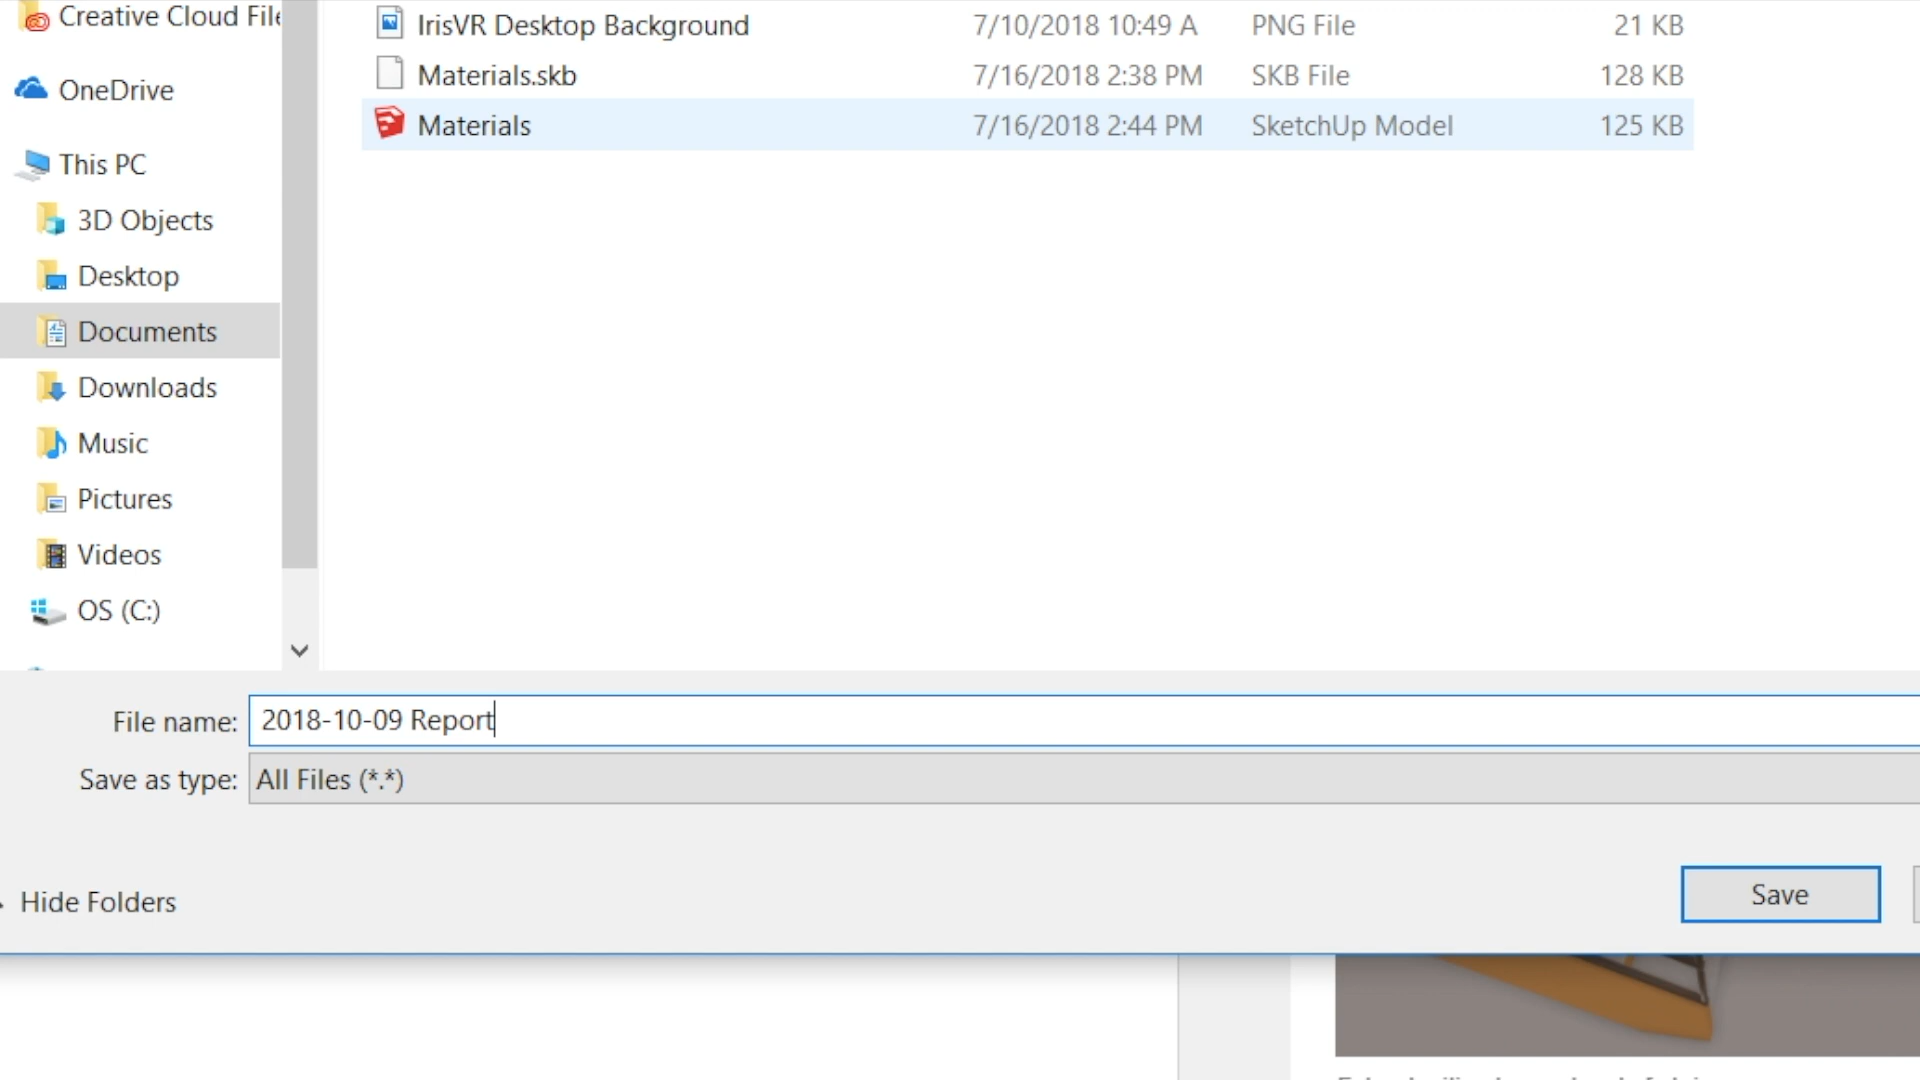 Creative Cloud File
OneDrive
This PC
3D Objects
Desktop
Documents
Downloads
Music
Pictures
Videos
OS (C:)
IrisVR Desktop Background 7/10/2018 10:49 A PNG File 21 KB
Materials.skb 7/16/2018 2:38 PM SKB File 128 KB
Materials 7/16/2018 2:44 PM SketchUp Model 125 KB
File name: 2018-10-09 Report
Save as type: All Files (*.*)
Hide Folders
Save